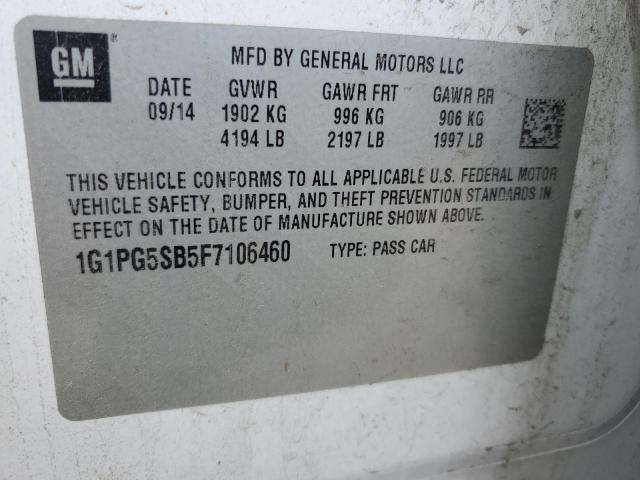 GM
MFD BY GENERAL MOTORS LLC
DATE GVWR GAWR FRT GAWR RR
09/14 1902 KG 996 KG 906 KG
4194 LB 2197 LB 1997 LB
THIS VEHICLE CONFORMS TO ALL APPLICABLE U.S. FEDERAL MOTOR
VEHICLE SAFETY, BUMPER, AND THEFT PREVENTION STANDARDS IN
EFFECT ON THE DATE OF MANUFACTURE SHOWN ABOVE.
1G1PG5SB5F7106460 TYPE: PASS CAR